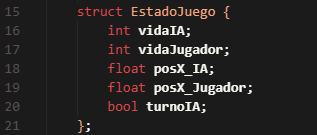 15 struct EstadoJuego {
16 int vidaIA;
17 int vidaJugador;
18 float posX_IA;
19 float posX_Jugador;
20 bool turnoIA;
21 };